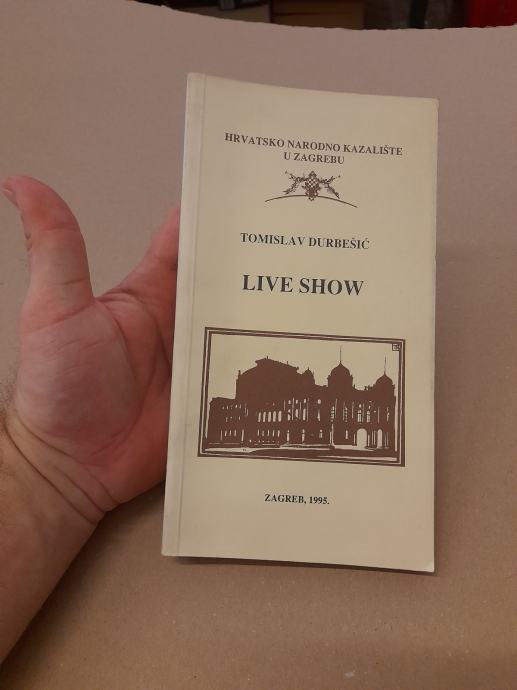 HRVATSKO NARODNO KAZALIŠTE
U ZAGREBU
TOMISLAV DURBEŠIĆ
LIVE SHOW
ZAGREB, 1995.